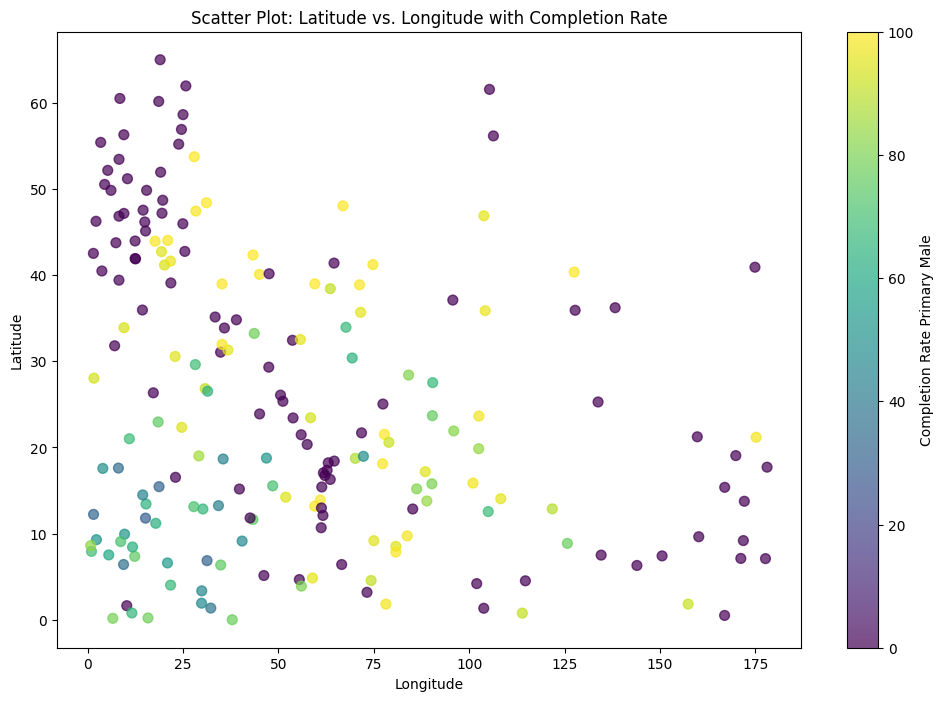 Scatter Plot: Latitude vs. Longitude with Completion Rate
Latitude
60
50
40
30
20
10
0
0 25 50 75 100 125 150 175
Longitude
100
80
60
40
20
0
Completion Rate Primary Male